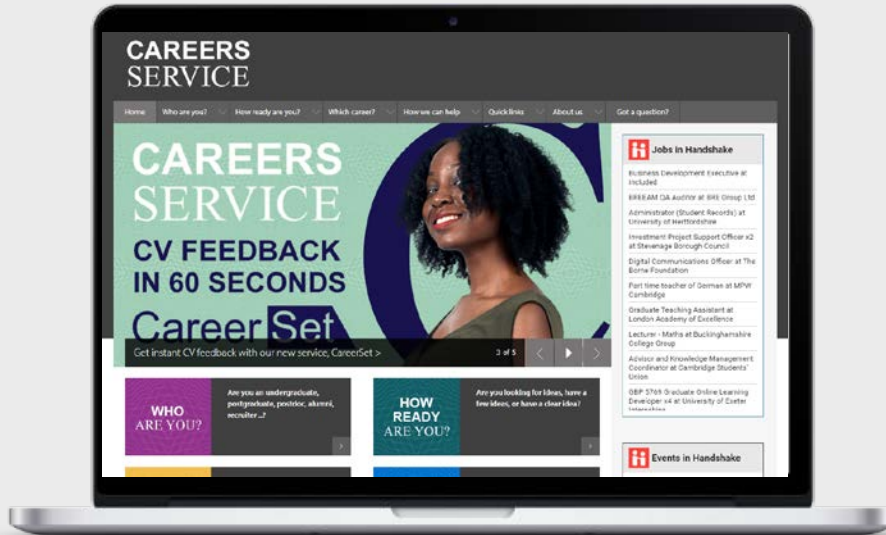 CAREERS
SERVICE
Home
Who are you?
How ready are you?
Which career?
How we can help
Quick links
About us
Got a question?
CAREERS
SERVICE
CV FEEDBACK
IN 60 SECONDS
CareerSet
Get instant CV feedback with our new service, CareerSet >
3 of 5
WHO
ARE YOU?
Are you an undergraduate,
postgraduate, postdoc, alumni,
recruiter ..?
HOW
READY
ARE YOU?
Are you looking for ideas, have a
few ideas, or have a clear idea?
Jobs in Handshake
Business Development Executive at
Included
BREEAM QA Auditor at BRE Group Ltd
Administrator (Student Records) at
University of Hertfordshire
Investment Project Support Officer x2
at Stevenage Borough Council
Digital Communications Officer at The
Borne Foundation
Part time teacher of German at MPW
Cambridge
Graduate Teaching Assistant at
London Academy of Excellence
Lecturer - Maths at Buckinghamshire
College Group
Advisor and Knowledge Management
Coordinator at Cambridge Students'
Union
GBP 5769 Graduate Online Learning
Developer x4 at University of Exeter
Events in Handshake